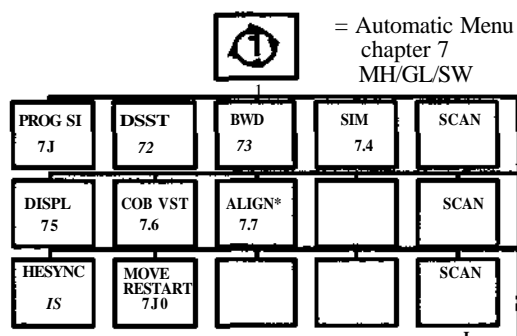 = Automatic Menu
chapter 7
MH/GL/SW
PROG SI
7J
DSST
72
BWD
73
SIM
7.4
SCAN
DISPL
75
COB VST
7.6
ALIGN*
7.7
SCAN
HESYNC
IS
MOVE
RESTART
7J0
SCAN